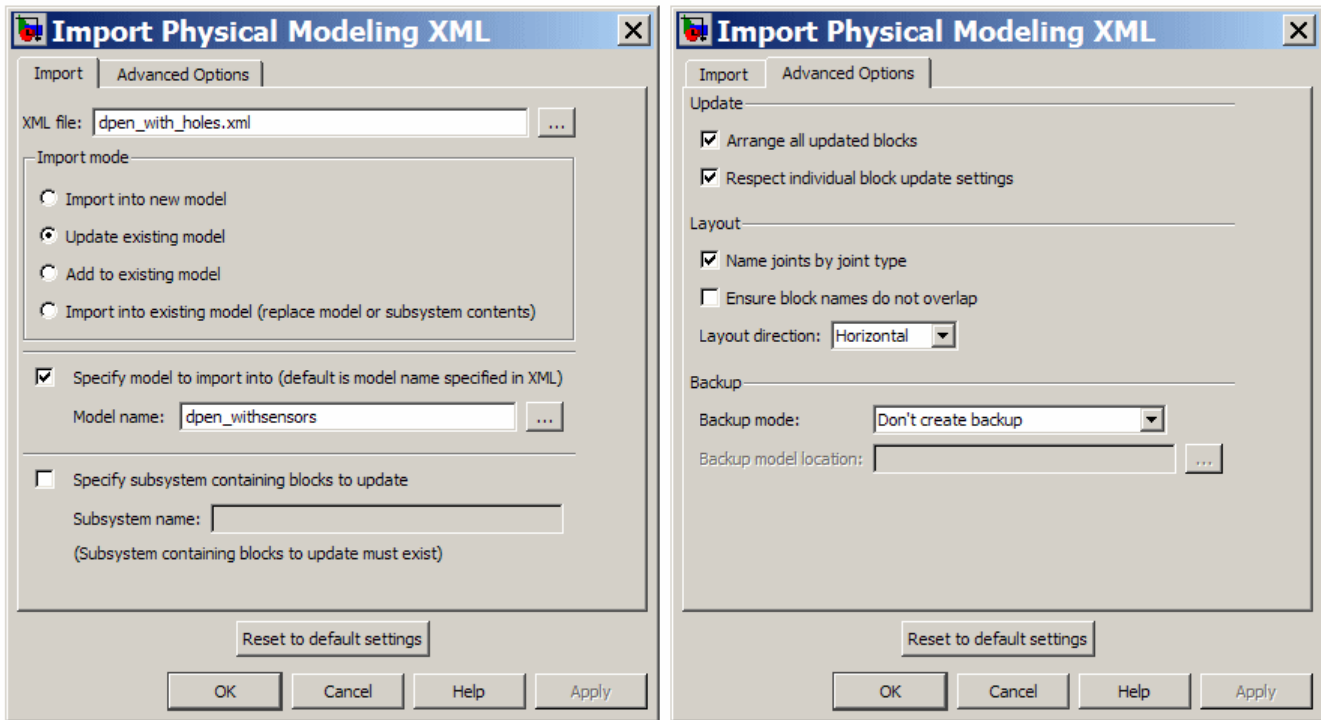 Import Physical Modeling XML
Import
Advanced Options
XML file: dpen_with_holes.xml ...
Import mode
Import into new model
Update existing model
Add to existing model
Import into existing model (replace model or subsystem contents)
Specify model to import into (default is model name specified in XML)
Model name: dpen_withsensors ...
Specify subsystem containing blocks to update
Subsystem name:
(Subsystem containing blocks to update must exist)
Reset to default settings
OK Cancel Help Apply
Import Physical Modeling XML
Import
Advanced Options
Update
Arrange all updated blocks
Respect individual block update settings
Layout
Name joints by joint type
Ensure block names do not overlap
Layout direction: Horizontal
Backup
Backup mode: Don't create backup
Backup model location: ...
Reset to default settings
OK Cancel Help Apply